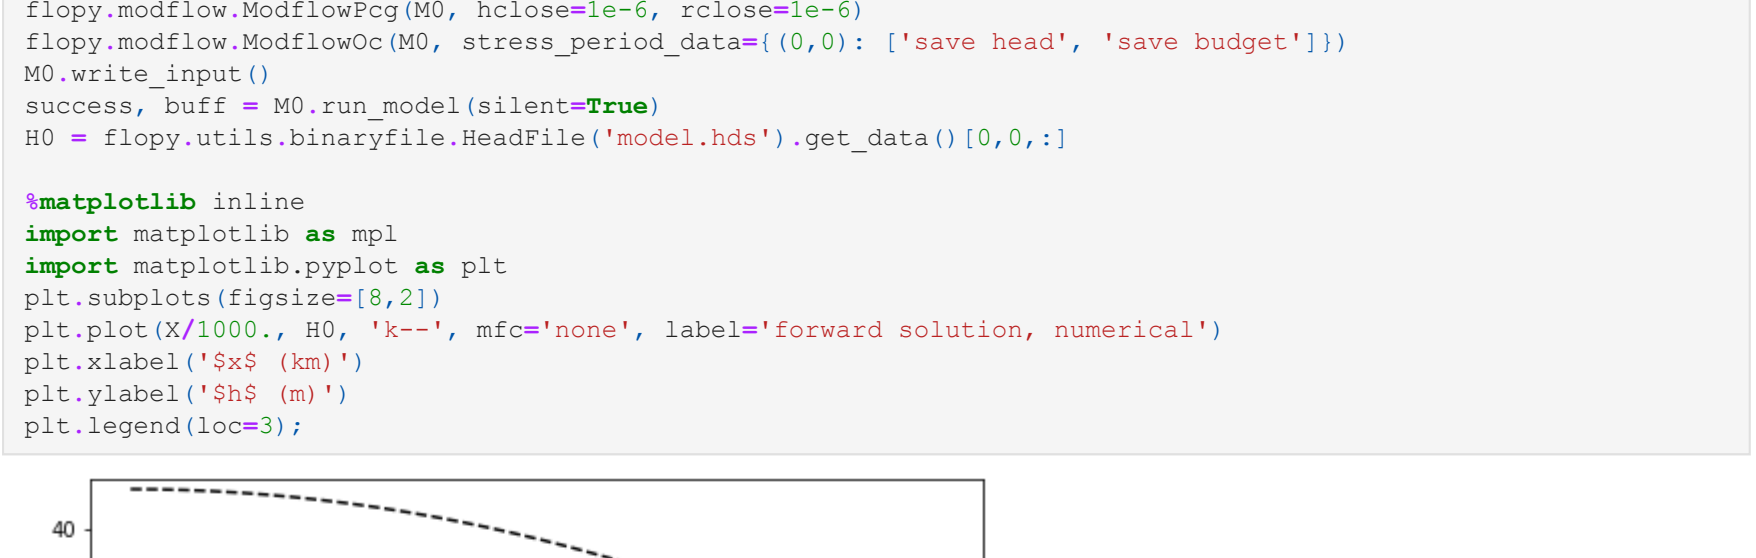 flopy.modflow.ModflowPcg(M0, hclose=1e-6, rclose=1e-6)
flopy.modflow.ModflowOc(M0, stress_period_data={(0,0): ['save head', 'save budget']})
M0.write_input()
success, buff = M0.run_model(silent=True)
H0 = flopy.utils.binaryfile.HeadFile('model.hds').get_data()[0,0,:]
%matplotlib inline
import matplotlib as mpl
import matplotlib.pyplot as plt
plt.subplots(figsize=[8,2])
plt.plot(X/1000., H0, 'k--', mfc='none', label='forward solution, numerical')
plt.xlabel('$x$ (km)')
plt.ylabel('$h$ (m)')
plt.legend(loc=3);
40